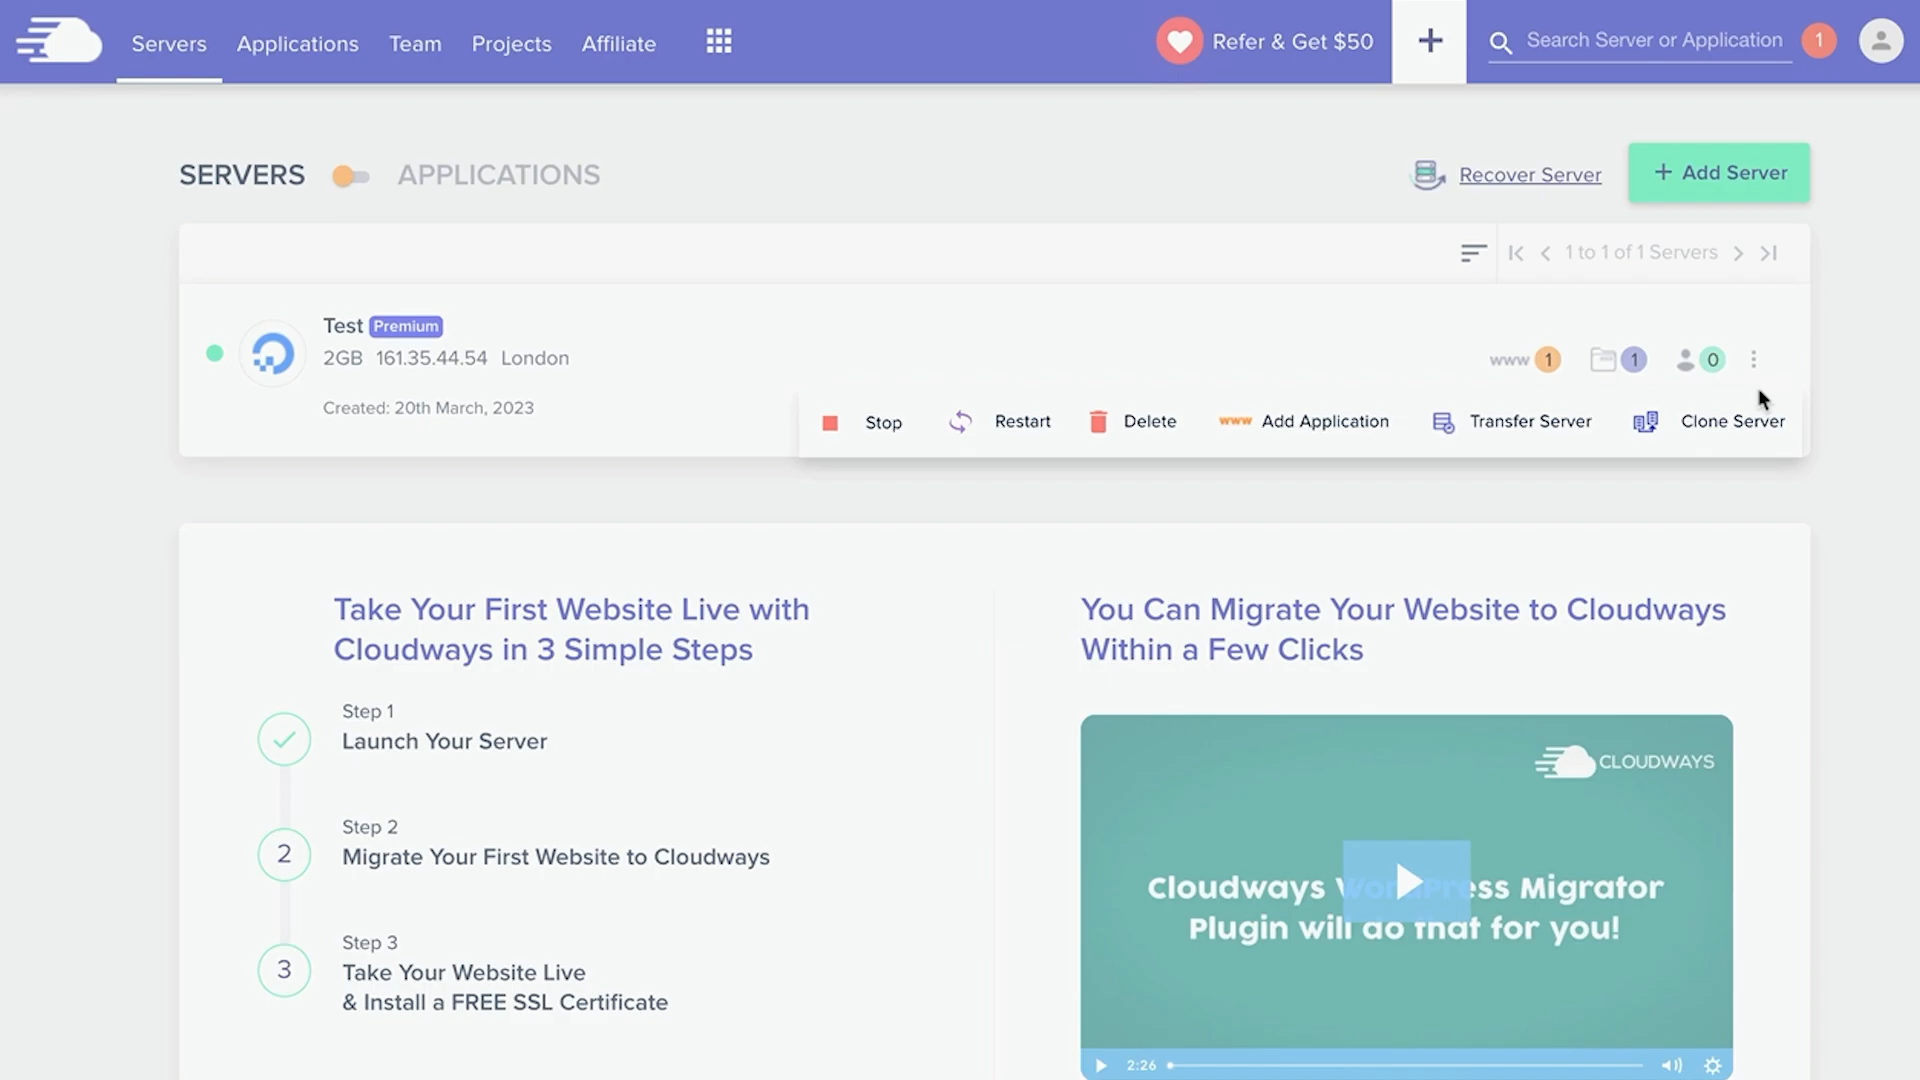 Servers Applications Team Projects Affiliate Refer & Get $50 + Search Server or Application 1
SERVERS APPLICATIONS Recover Server + Add Server
1 to 1 of 1 Servers
Test Premium
2GB 161.35.44.54 London
www 1 1 0
Created: 20th March, 2023
Stop Restart Delete www Add Application Transfer Server Clone Server
Take Your First Website Live with
Cloudways in 3 Simple Steps
Step 1
Launch Your Server
2
Step 2
Migrate Your First Website to Cloudways
3
Step 3
Take Your Website Live
& Install a FREE SSL Certificate
You Can Migrate Your Website to Cloudways
Within a Few Clicks
CLOUDWAYS
Cloudways WordPress Migrator
Plugin will do that for you!
2:26